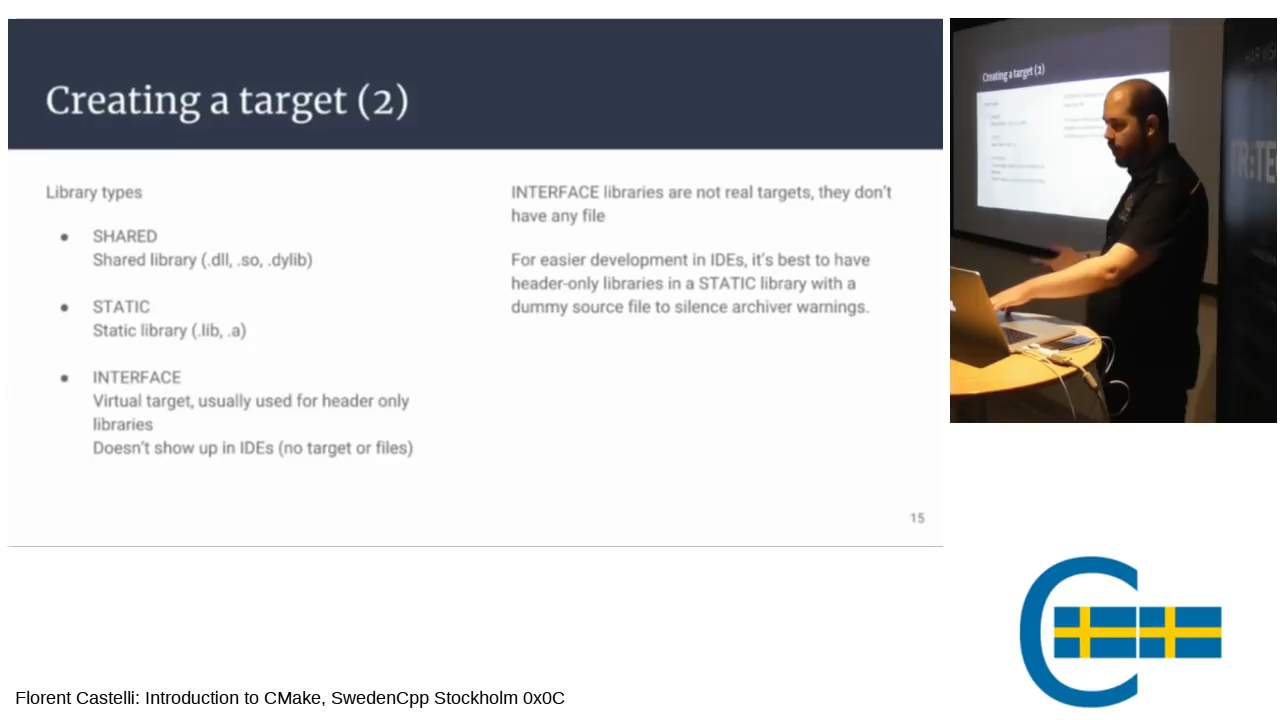 Creating a target (2)
Library types
● SHARED
Shared library (.dll, .so, .dylib)
● STATIC
Static library (.lib, .a)
● INTERFACE
Virtual target, usually used for header only
libraries
Doesn't show up in IDEs (no target or files)
INTERFACE libraries are not real targets, they don't
have any file
For easier development in IDEs, it's best to have
header-only libraries in a STATIC library with a
dummy source file to silence archiver warnings.
15
Creating a target (2)
Florent Castelli: Introduction to CMake, SwedenCpp Stockholm 0x0C